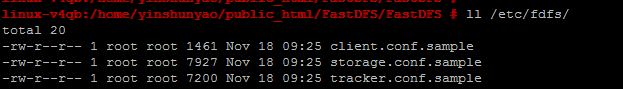 linux-v4qb:/home/yinshunyao/public_html/FastDFS/FastDFS # ll /etc/fdfs/
total 20
-rw-r--r-- 1 root root 1461 Nov 18 09:25 client.conf.sample
-rw-r--r-- 1 root root 7927 Nov 18 09:25 storage.conf.sample
-rw-r--r-- 1 root root 7200 Nov 18 09:25 tracker.conf.sample